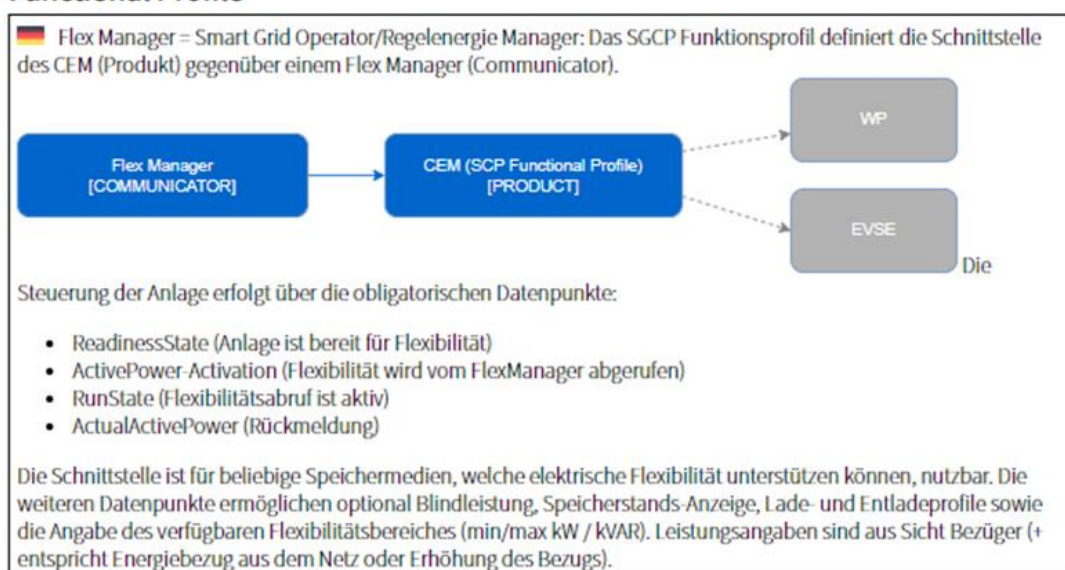 Flex Manager = Smart Grid Operator/Regelenergie Manager: Das SGCP Funktionsprofil definiert die Schnittstelle
des CEM (Produkt) gegenüber einem Flex Manager (Communicator).
Flex Manager
[COMMUNICATOR]
CEM (SCP Functional Profile)
[PRODUCT]
WP
EVSE
Die
Steuerung der Anlage erfolgt über die obligatorischen Datenpunkte:
• ReadinessState (Anlage ist bereit für Flexibilität)
• ActivePower-Activation (Flexibilität wird vom FlexManager abgerufen)
• RunState (Flexibilitätsabruf ist aktiv)
• ActualActivePower (Rückmeldung)
Die Schnittstelle ist für beliebige Speichermedien, welche elektrische Flexibilität unterstützen können, nutzbar. Die
weiteren Datenpunkte ermöglichen optional Blindleistung, Speicherstands-Anzeige, Lade- und Entladeprofile sowie
die Angabe des verfügbaren Flexibilitätsbereiches (min/max kW / kVAR). Leistungsangaben sind aus Sicht Bezüger (+
entspricht Energiebezug aus dem Netz oder Erhöhung des Bezugs).